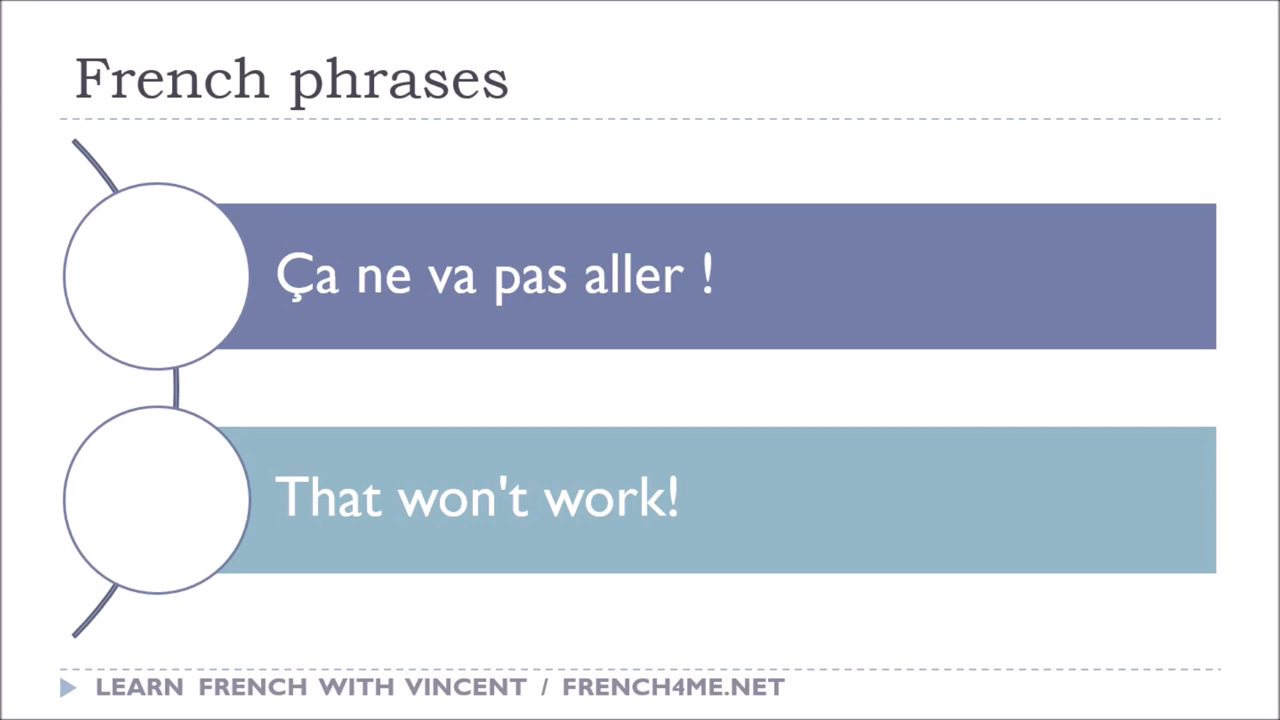 French phrases
Ça ne va pas aller !
That won't work!
LEARN FRENCH WITH VINCENT / FRENCH4ME.NET